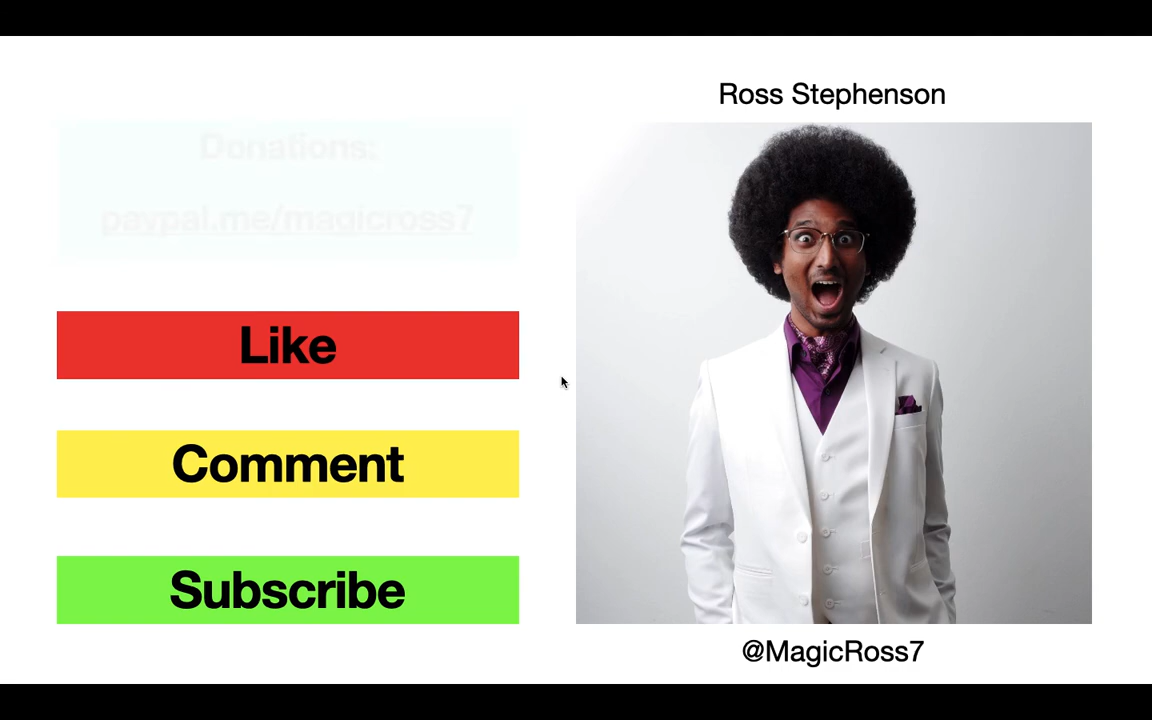 Donations:
paypal.me/magicross7
Like
Comment
Subscribe
Ross Stephenson
@MagicRoss7